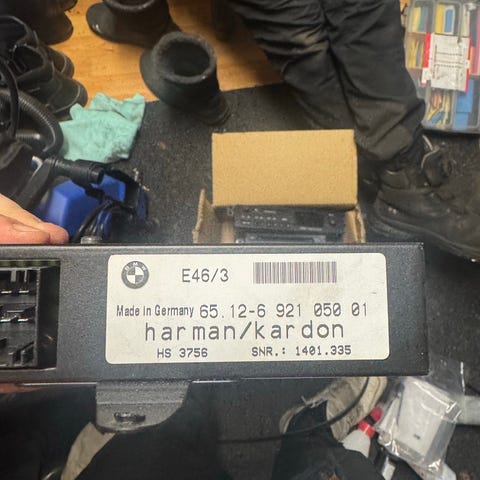 E46/3
Made in Germany 65.12-6 921 050 01
harman/kardon
HS 3756 SNR.: 1401.335